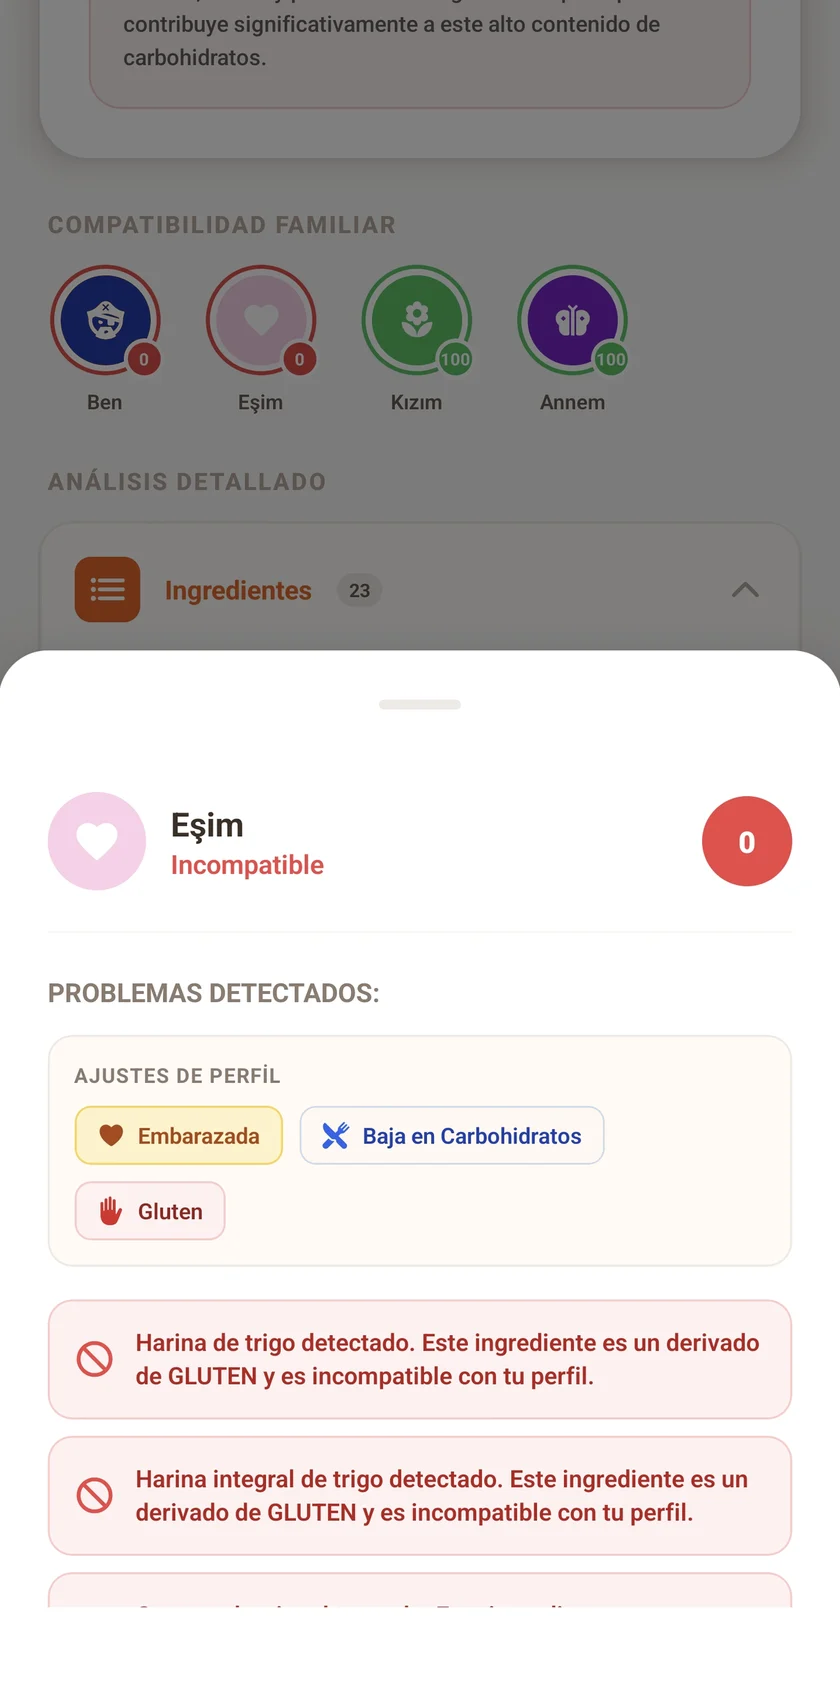 contribuye significativamente a este alto contenido de
carbohidratos.
COMPATIBILIDAD FAMILIAR
0
0
100
100
Ben
Eşim
Kızım
Annem
ANÁLISIS DETALLADO
Ingredientes
23
Eşim
Incompatible
0
PROBLEMAS DETECTADOS:
AJUSTES DE PERFİL
Embarazada
Baja en Carbohidratos
Gluten
Harina de trigo detectado. Este ingrediente es un derivado
de GLUTEN y es incompatible con tu perfil.
Harina integral de trigo detectado. Este ingrediente es un
derivado de GLUTEN y es incompatible con tu perfil.